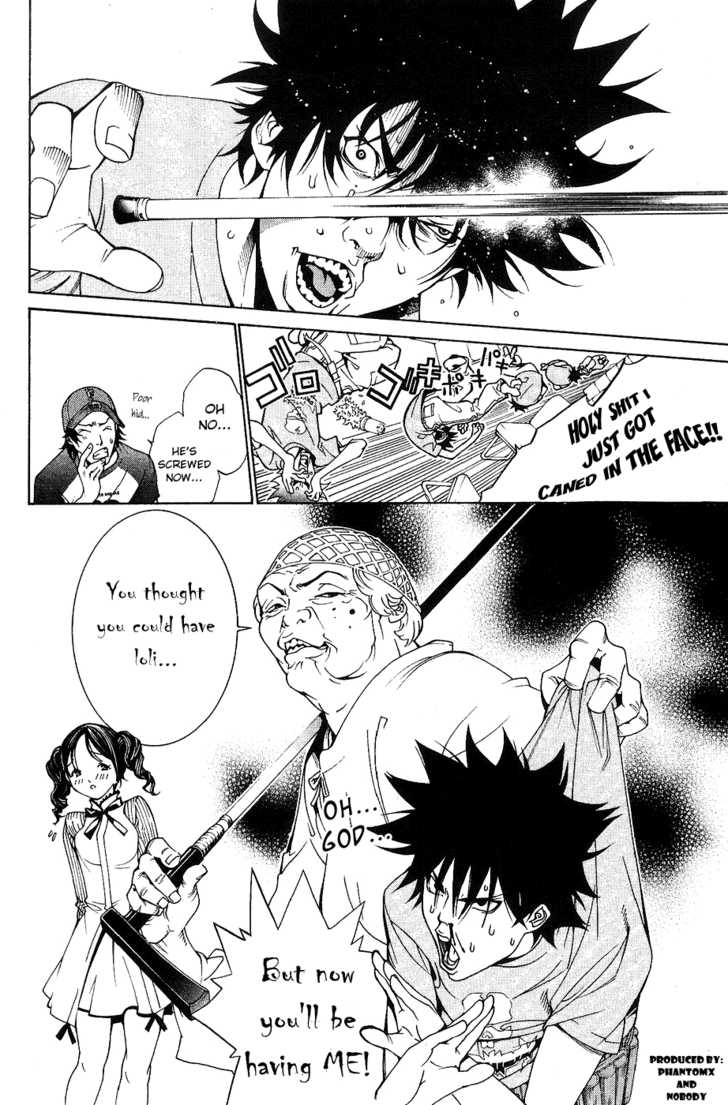 Poor
kid...
OH
NO...
HE'S
SCREWED
NOW...
ゴロ
ゴキ
ボキ
パキ
HOLY SHIT I
JUST GOT
CANED IN THE FACE!!
You thought
you could have
loli...
OH...
GOD...
But now
you'll be
having ME!
PRODUCED BY:
PHANTOMX
AND
NOBODY